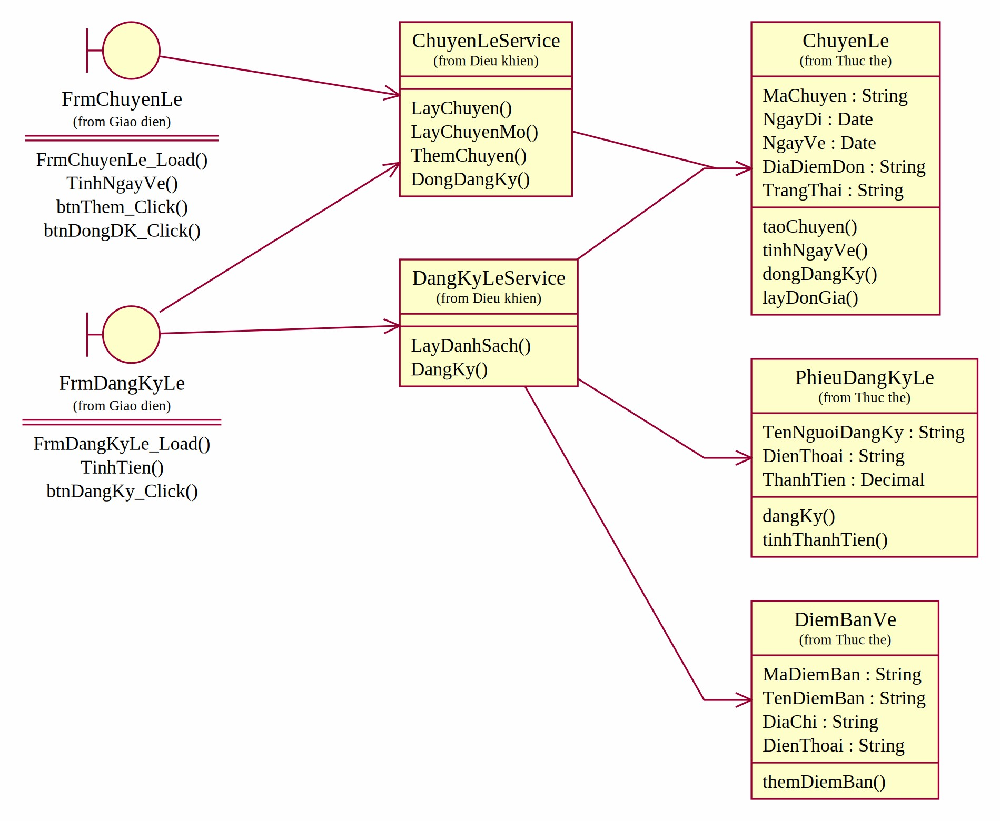 FrmChuyenLe
(from Giao dien)
FrmChuyenLe_Load()
TinhNgayVe()
btnThem_Click()
btnDongDK_Click()
FrmDangKyLe
(from Giao dien)
FrmDangKyLe_Load()
TinhTien()
btnDangKy_Click()
ChuyenLeService
(from Dieu khien)
LayChuyen()
LayChuyenMo()
ThemChuyen()
DongDangKy()
DangKyLeService
(from Dieu khien)
LayDanhSach()
DangKy()
ChuyenLe
(from Thuc the)
MaChuyen : String
NgayDi : Date
NgayVe : Date
DiaDiemDon : String
TrangThai : String
taoChuyen()
tinhNgayVe()
dongDangKy()
layDonGia()
PhieuDangKyLe
(from Thuc the)
TenNguoiDangKy : String
DienThoai : String
ThanhTien : Decimal
dangKy()
tinhThanhTien()
DiemBanVe
(from Thuc the)
MaDiemBan : String
TenDiemBan : String
DiaChi : String
DienThoai : String
themDiemBan()